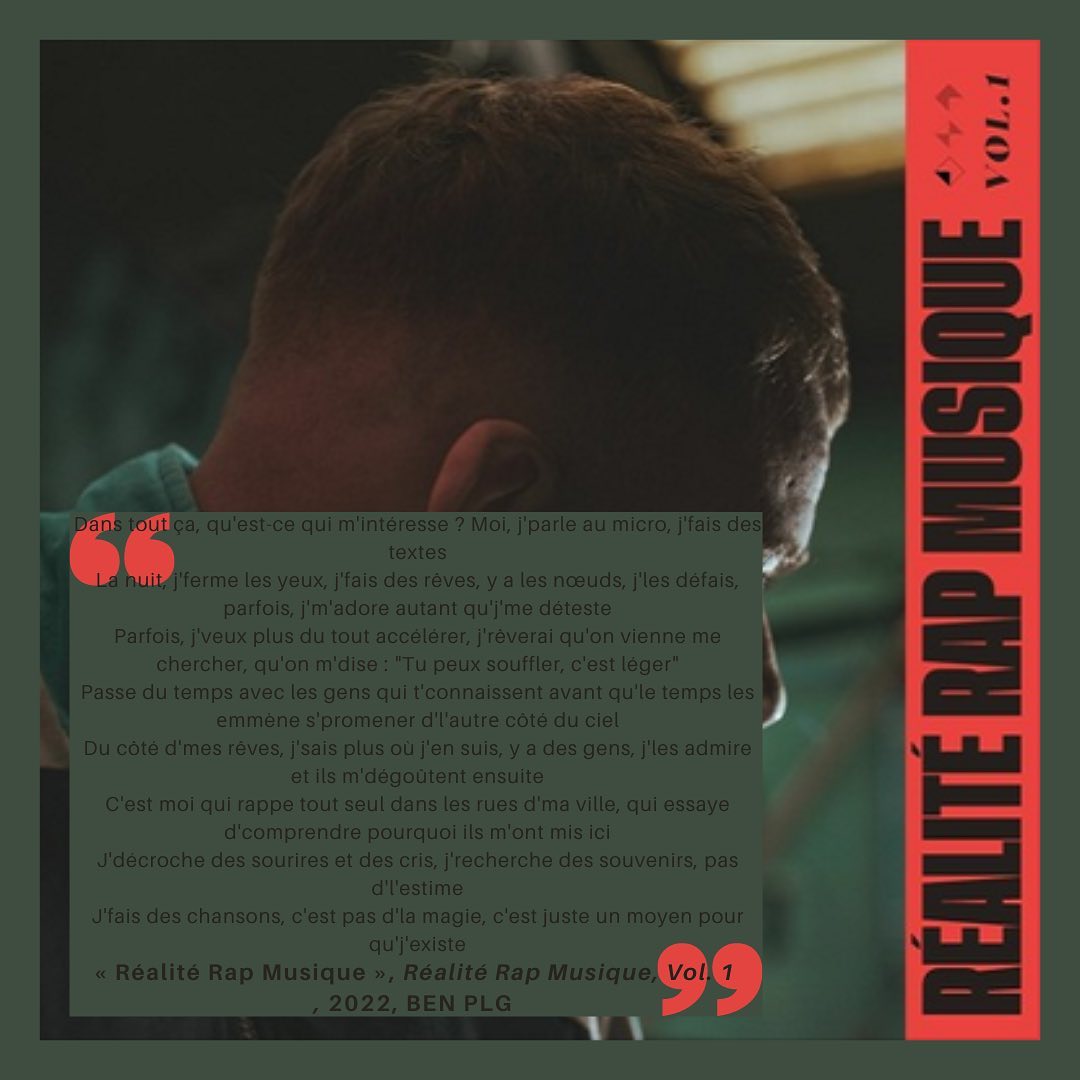 Dans tout ça, qu'est-ce qui m'intéresse ? Moi, j'parle au micro, j'fais des
textes
La nuit, j'ferme les yeux, j'fais des rêves, y a les nœuds, j'les défais,
parfois, j'm'adore autant qu'j'me déteste
Parfois, j'veux plus du tout accélérer, j'rêverai qu'on vienne me
chercher, qu'on m'dise : "Tu peux souffler, c'est léger"
Passe du temps avec les gens qui t'connaissent avant qu'le temps les
emmène s'promener d'l'autre côté du ciel
Du côté d'mes rêves, j'sais plus où j'en suis, y a des gens, j'les admire
et ils m'dégoûtent ensuite
C'est moi qui rappe tout seul dans les rues d'ma ville, qui essaye
d'comprendre pourquoi ils m'ont mis ici
J'décroche des sourires et des cris, j'recherche des souvenirs, pas
d'l'estime
J'fais des chansons, c'est pas d'la magie, c'est juste un moyen pour
qu'j'existe
« Réalité Rap Musique », Réalité Rap Musique, Vol. 1
, 2022, BEN PLG
RÉALITÉ RAP MUSIQUE
VOL.1